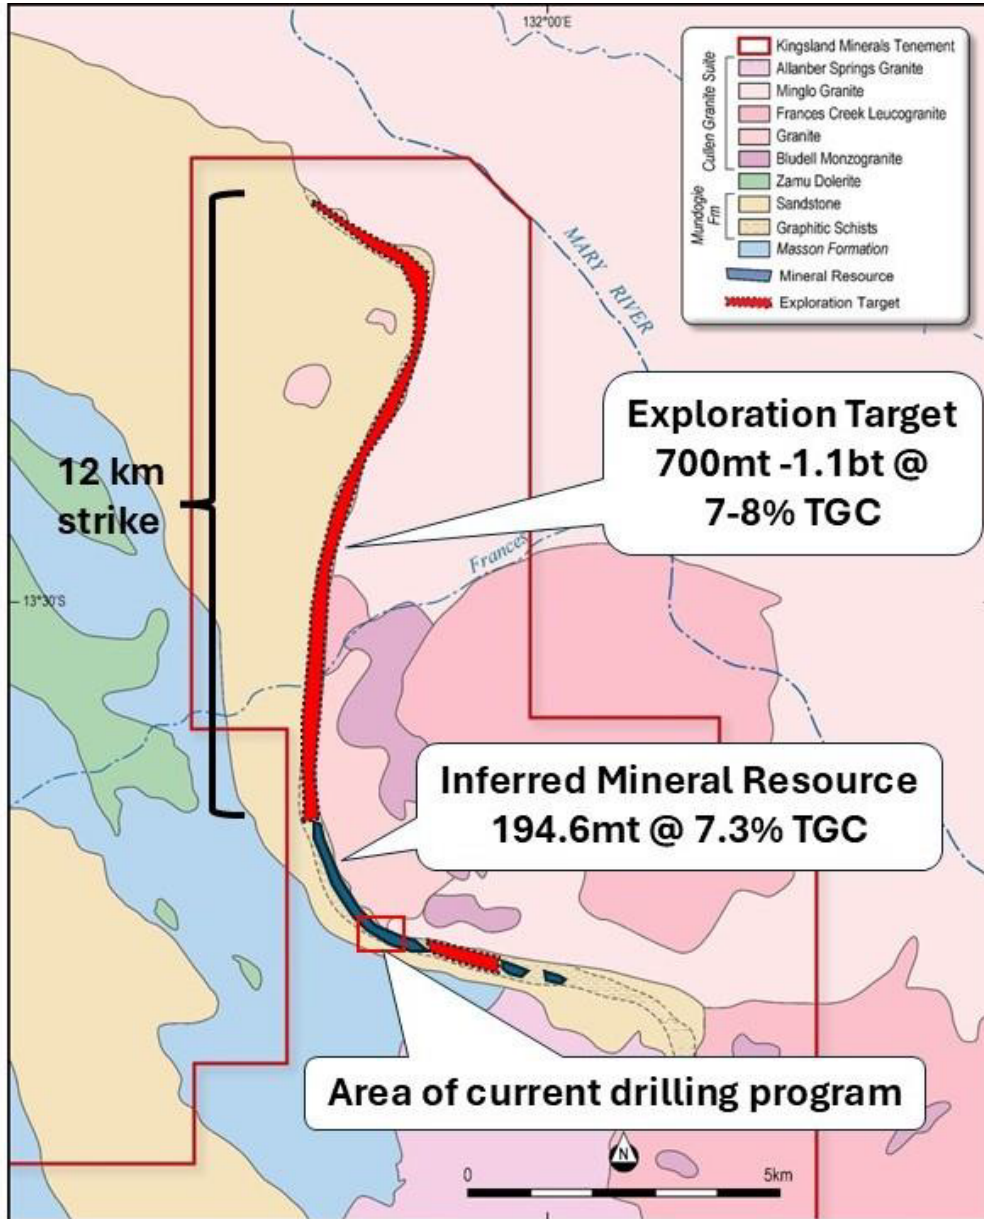 132°00'E
Kingsland Minerals Tenement
Cullen Granite Suite
Allanber Springs Granite
Minglo Granite
Frances Creek Leucogranite
Granite
Bludell Monzogranite
Zamu Dolerite
Mundogie Fm
Sandstone
Graphitic Schists
Masson Formation
Mineral Resource
Exploration Target
MARY RIVER
Exploration Target
700mt -1.1bt @
7-8% TGC
12 km
strike
Frances
13°30'S
Inferred Mineral Resource
194.6mt @ 7.3% TGC
Area of current drilling program
N
0
5km